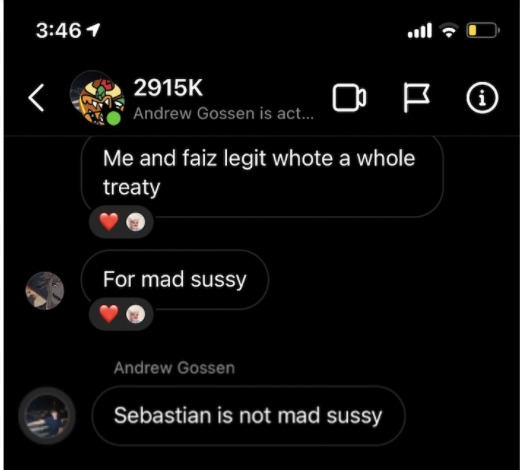 3:46
2915K
Andrew Gossen is act...
Me and faiz legit whote a whole
treaty
For mad sussy
Andrew Gossen
Sebastian is not mad sussy